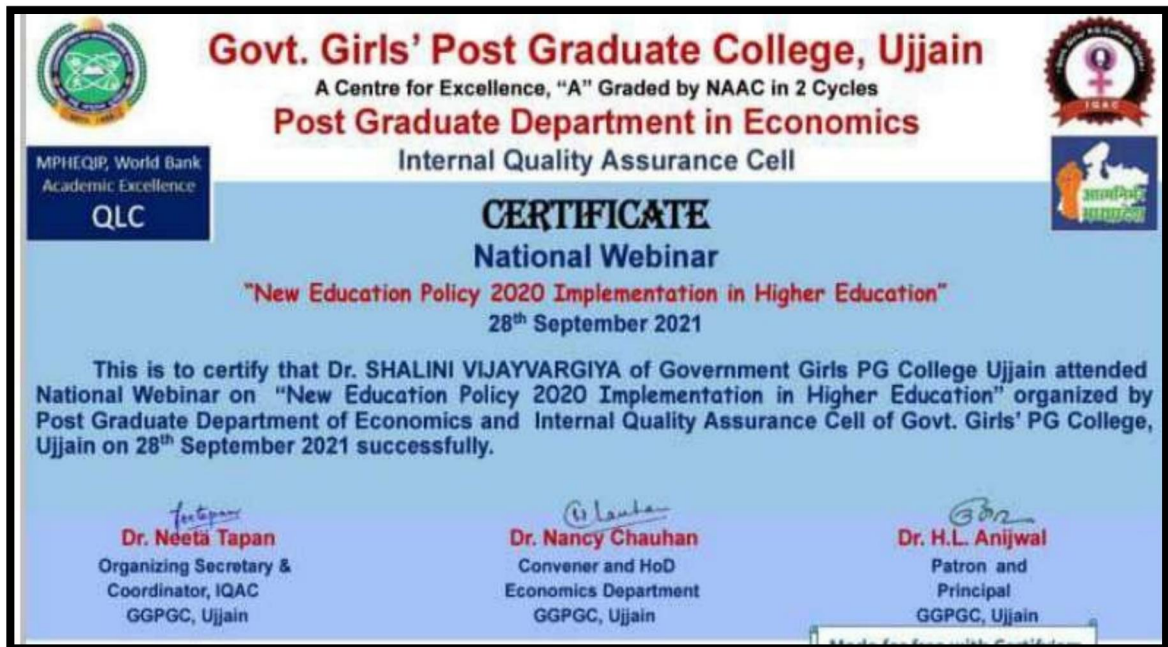 Govt. Girls' Post Graduate College, Ujjain
A Centre for Excellence, "A" Graded by NAAC in 2 Cycles
Post Graduate Department in Economics
Internal Quality Assurance Cell
IQAC
MPHEQIP, World Bank
Academic Excellence
QLC
आत्मनिर्भर
मध्यप्रदेश
CERTIFICATE
National Webinar
"New Education Policy 2020 Implementation in Higher Education"
28th September 2021
This is to certify that Dr. SHALINI VIJAYVARGIYA of Government Girls PG College Ujjain attended
National Webinar on "New Education Policy 2020 Implementation in Higher Education" organized by
Post Graduate Department of Economics and Internal Quality Assurance Cell of Govt. Girls' PG College,
Ujjain on 28th September 2021 successfully.
Dr. Neeta Tapan
Organizing Secretary &
Coordinator, IQAC
GGPGC, Ujjain
Dr. Nancy Chauhan
Convener and HoD
Economics Department
GGPGC, Ujjain
Dr. H.L. Anijwal
Patron and
Principal
GGPGC, Ujjain